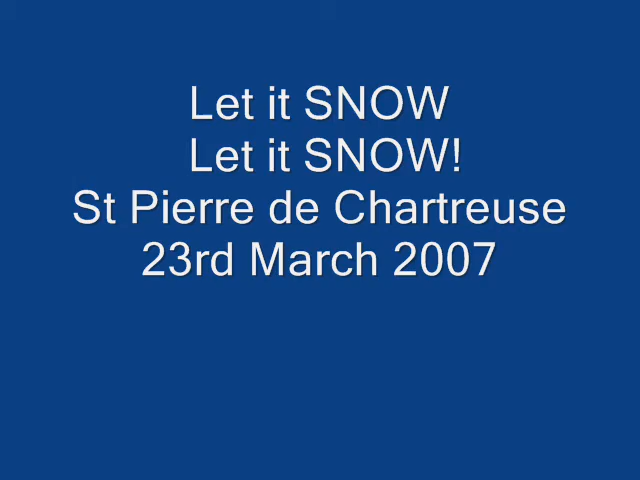 Let it SNOW
Let it SNOW!
St Pierre de Chartreuse
23rd March 2007